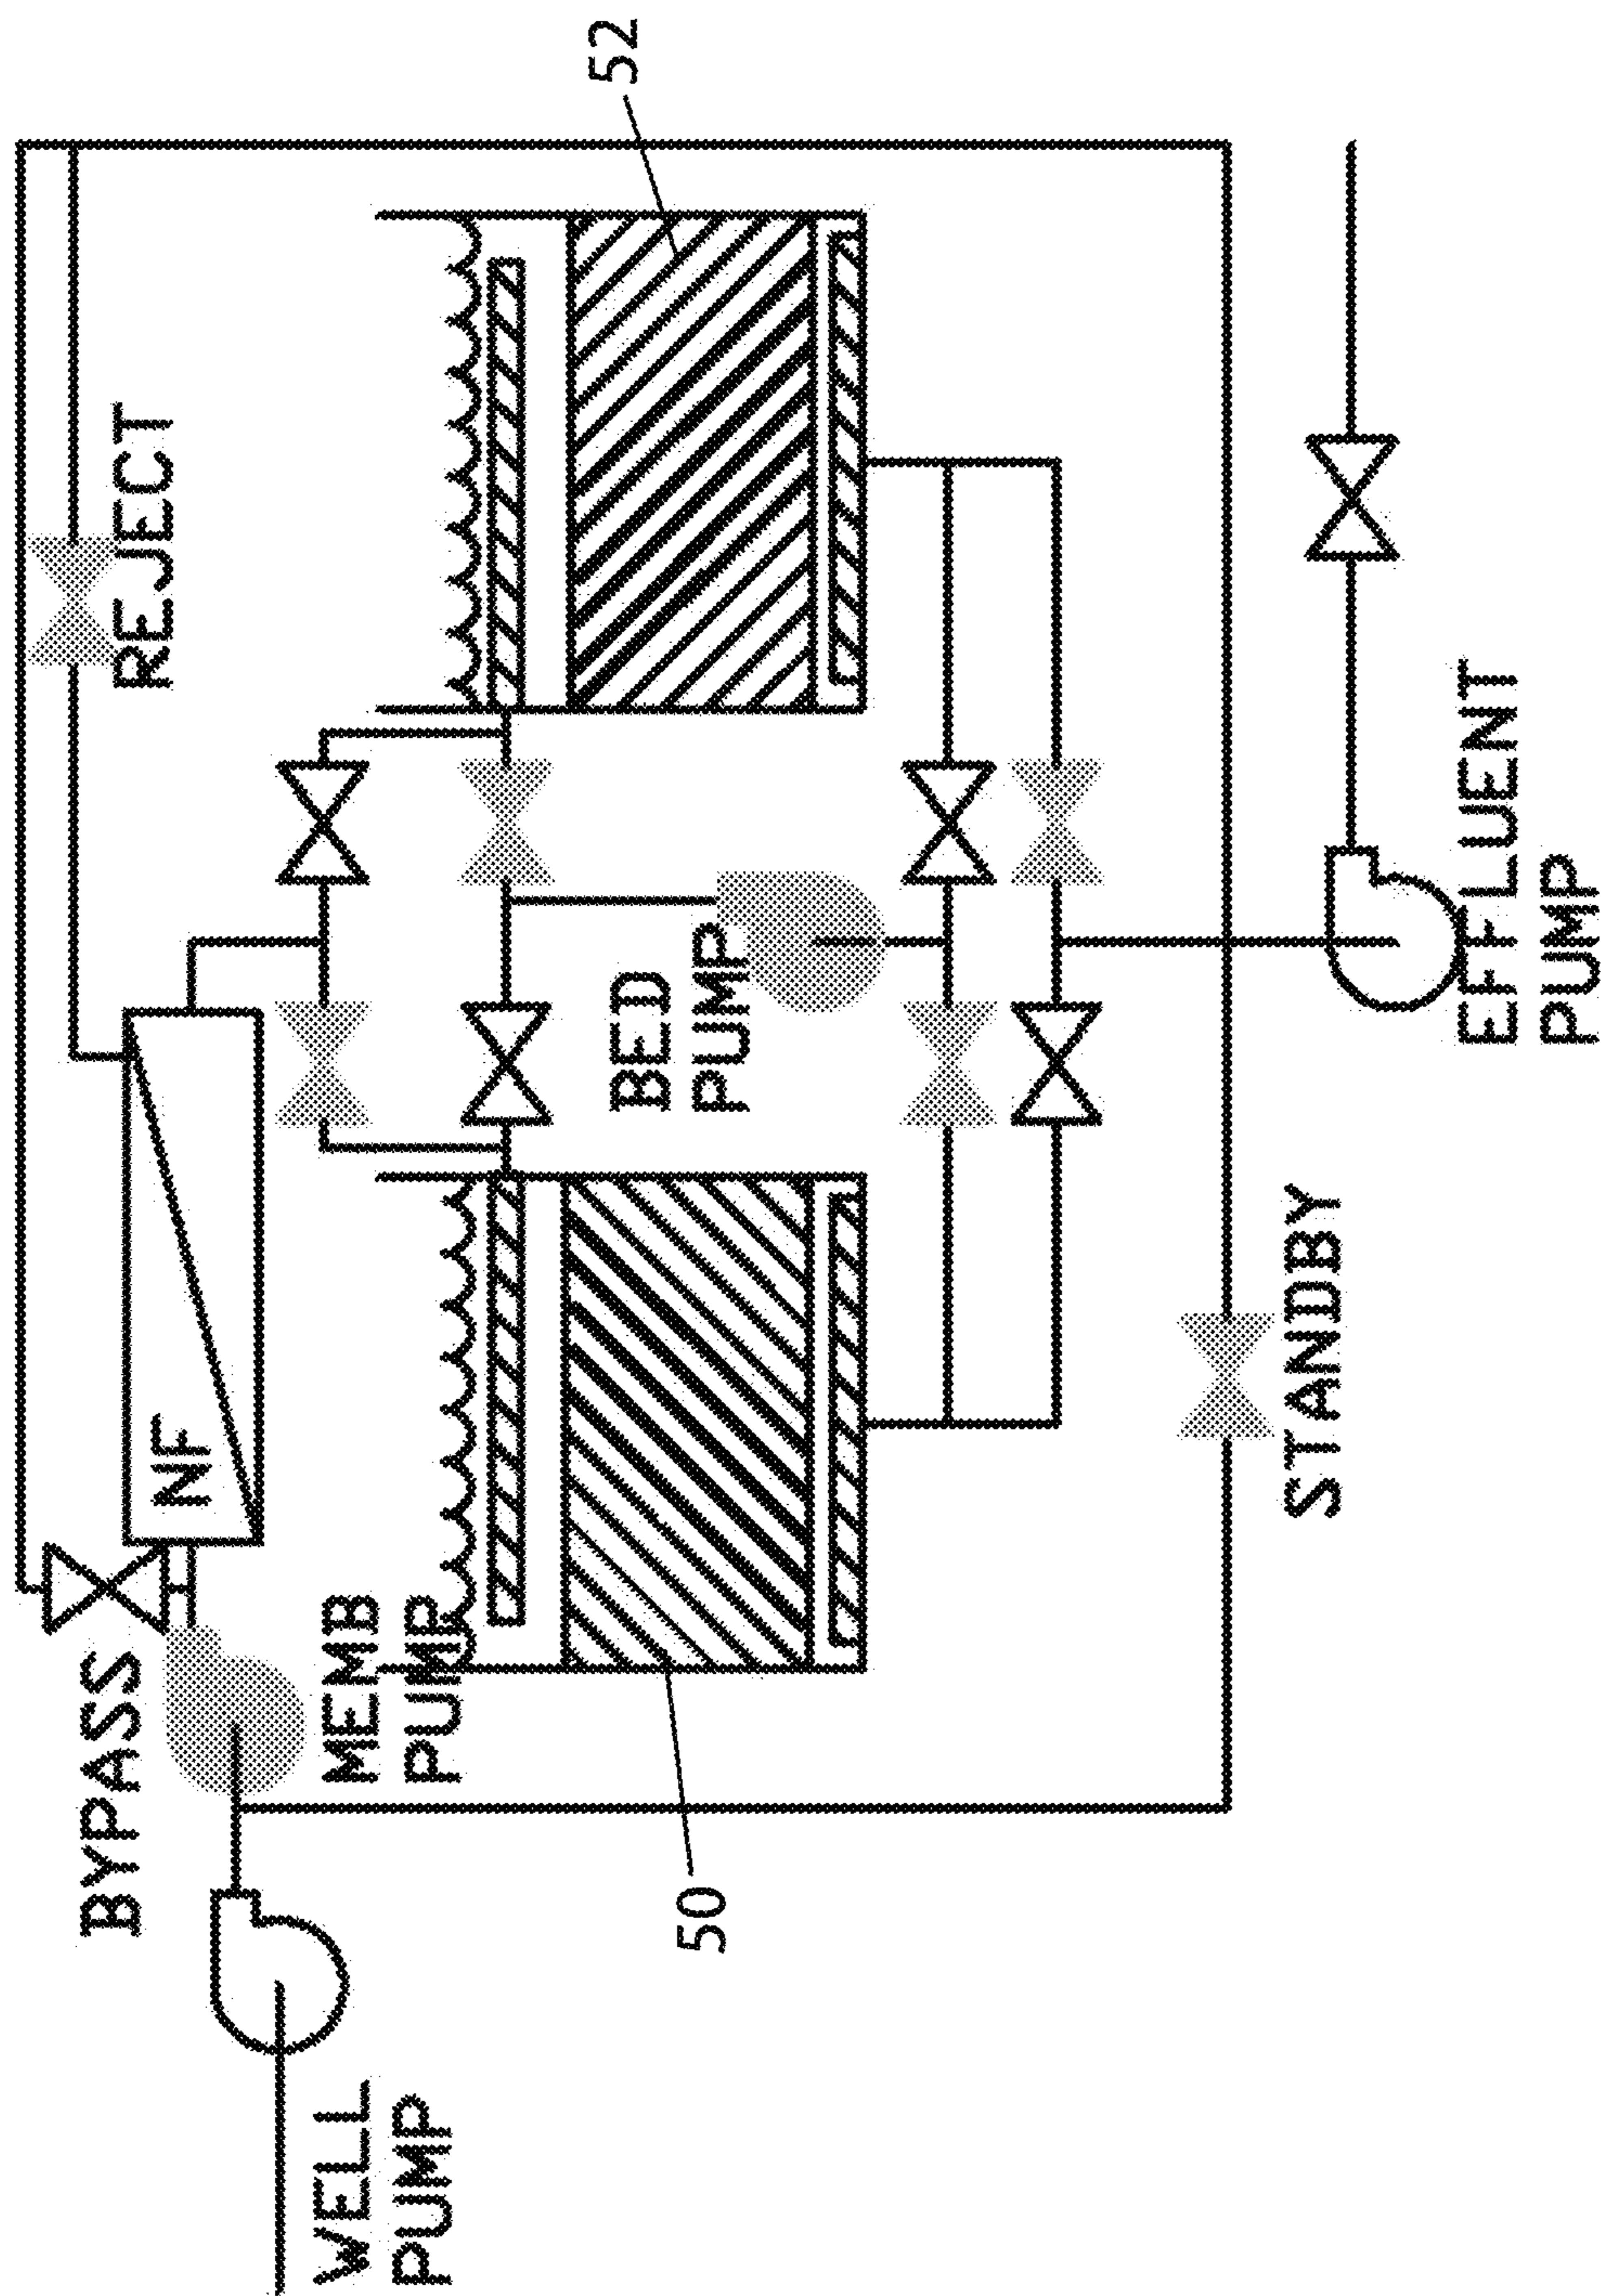 WELL
PUMP
BYPASS
MEMB
PUMP
NF
REJECT
BED
PUMP
50
52
STANDBY
EFFLUENT
PUMP